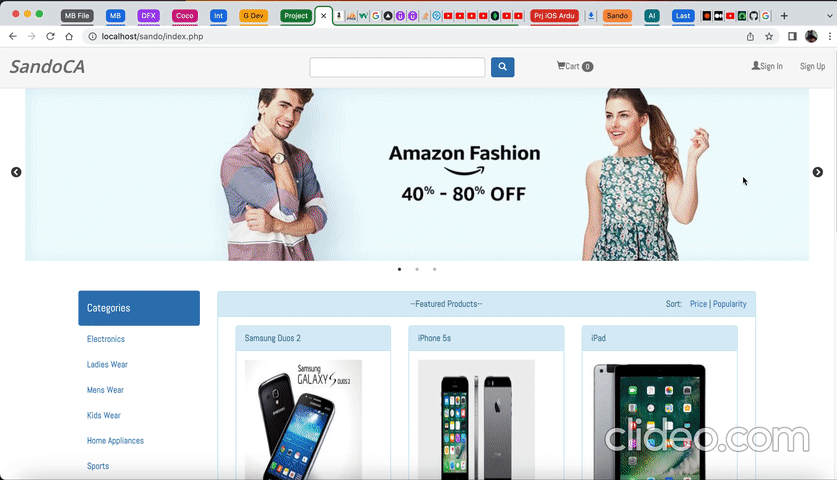 MB File
MB
DFX
Coco
Int
G Dev
Project
Prj iOS Ardu
Sando
AI
Last
localhost/sando/index.php
SandoCA
Cart 0
Sign In
Sign Up
Amazon Fashion
40% - 80% OFF
Categories
Electronics
Ladies Wear
Mens Wear
Kids Wear
Home Appliances
Sports
--Featured Products--
Sort: Price | Popularity
Samsung Duos 2
iPhone 5s
iPad
Samsung
GALAXY S DUOS 2
clideo.com